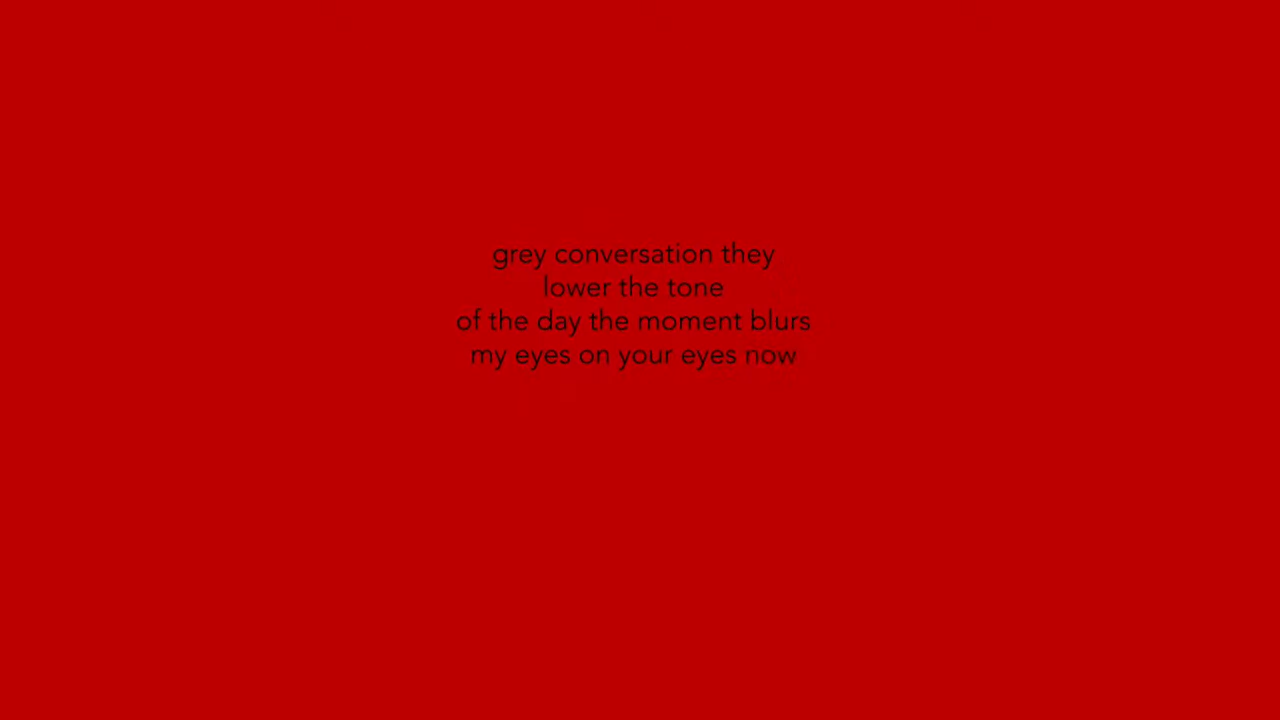 grey conversation they
lower the tone
of the day the moment blurs
my eyes on your eyes now